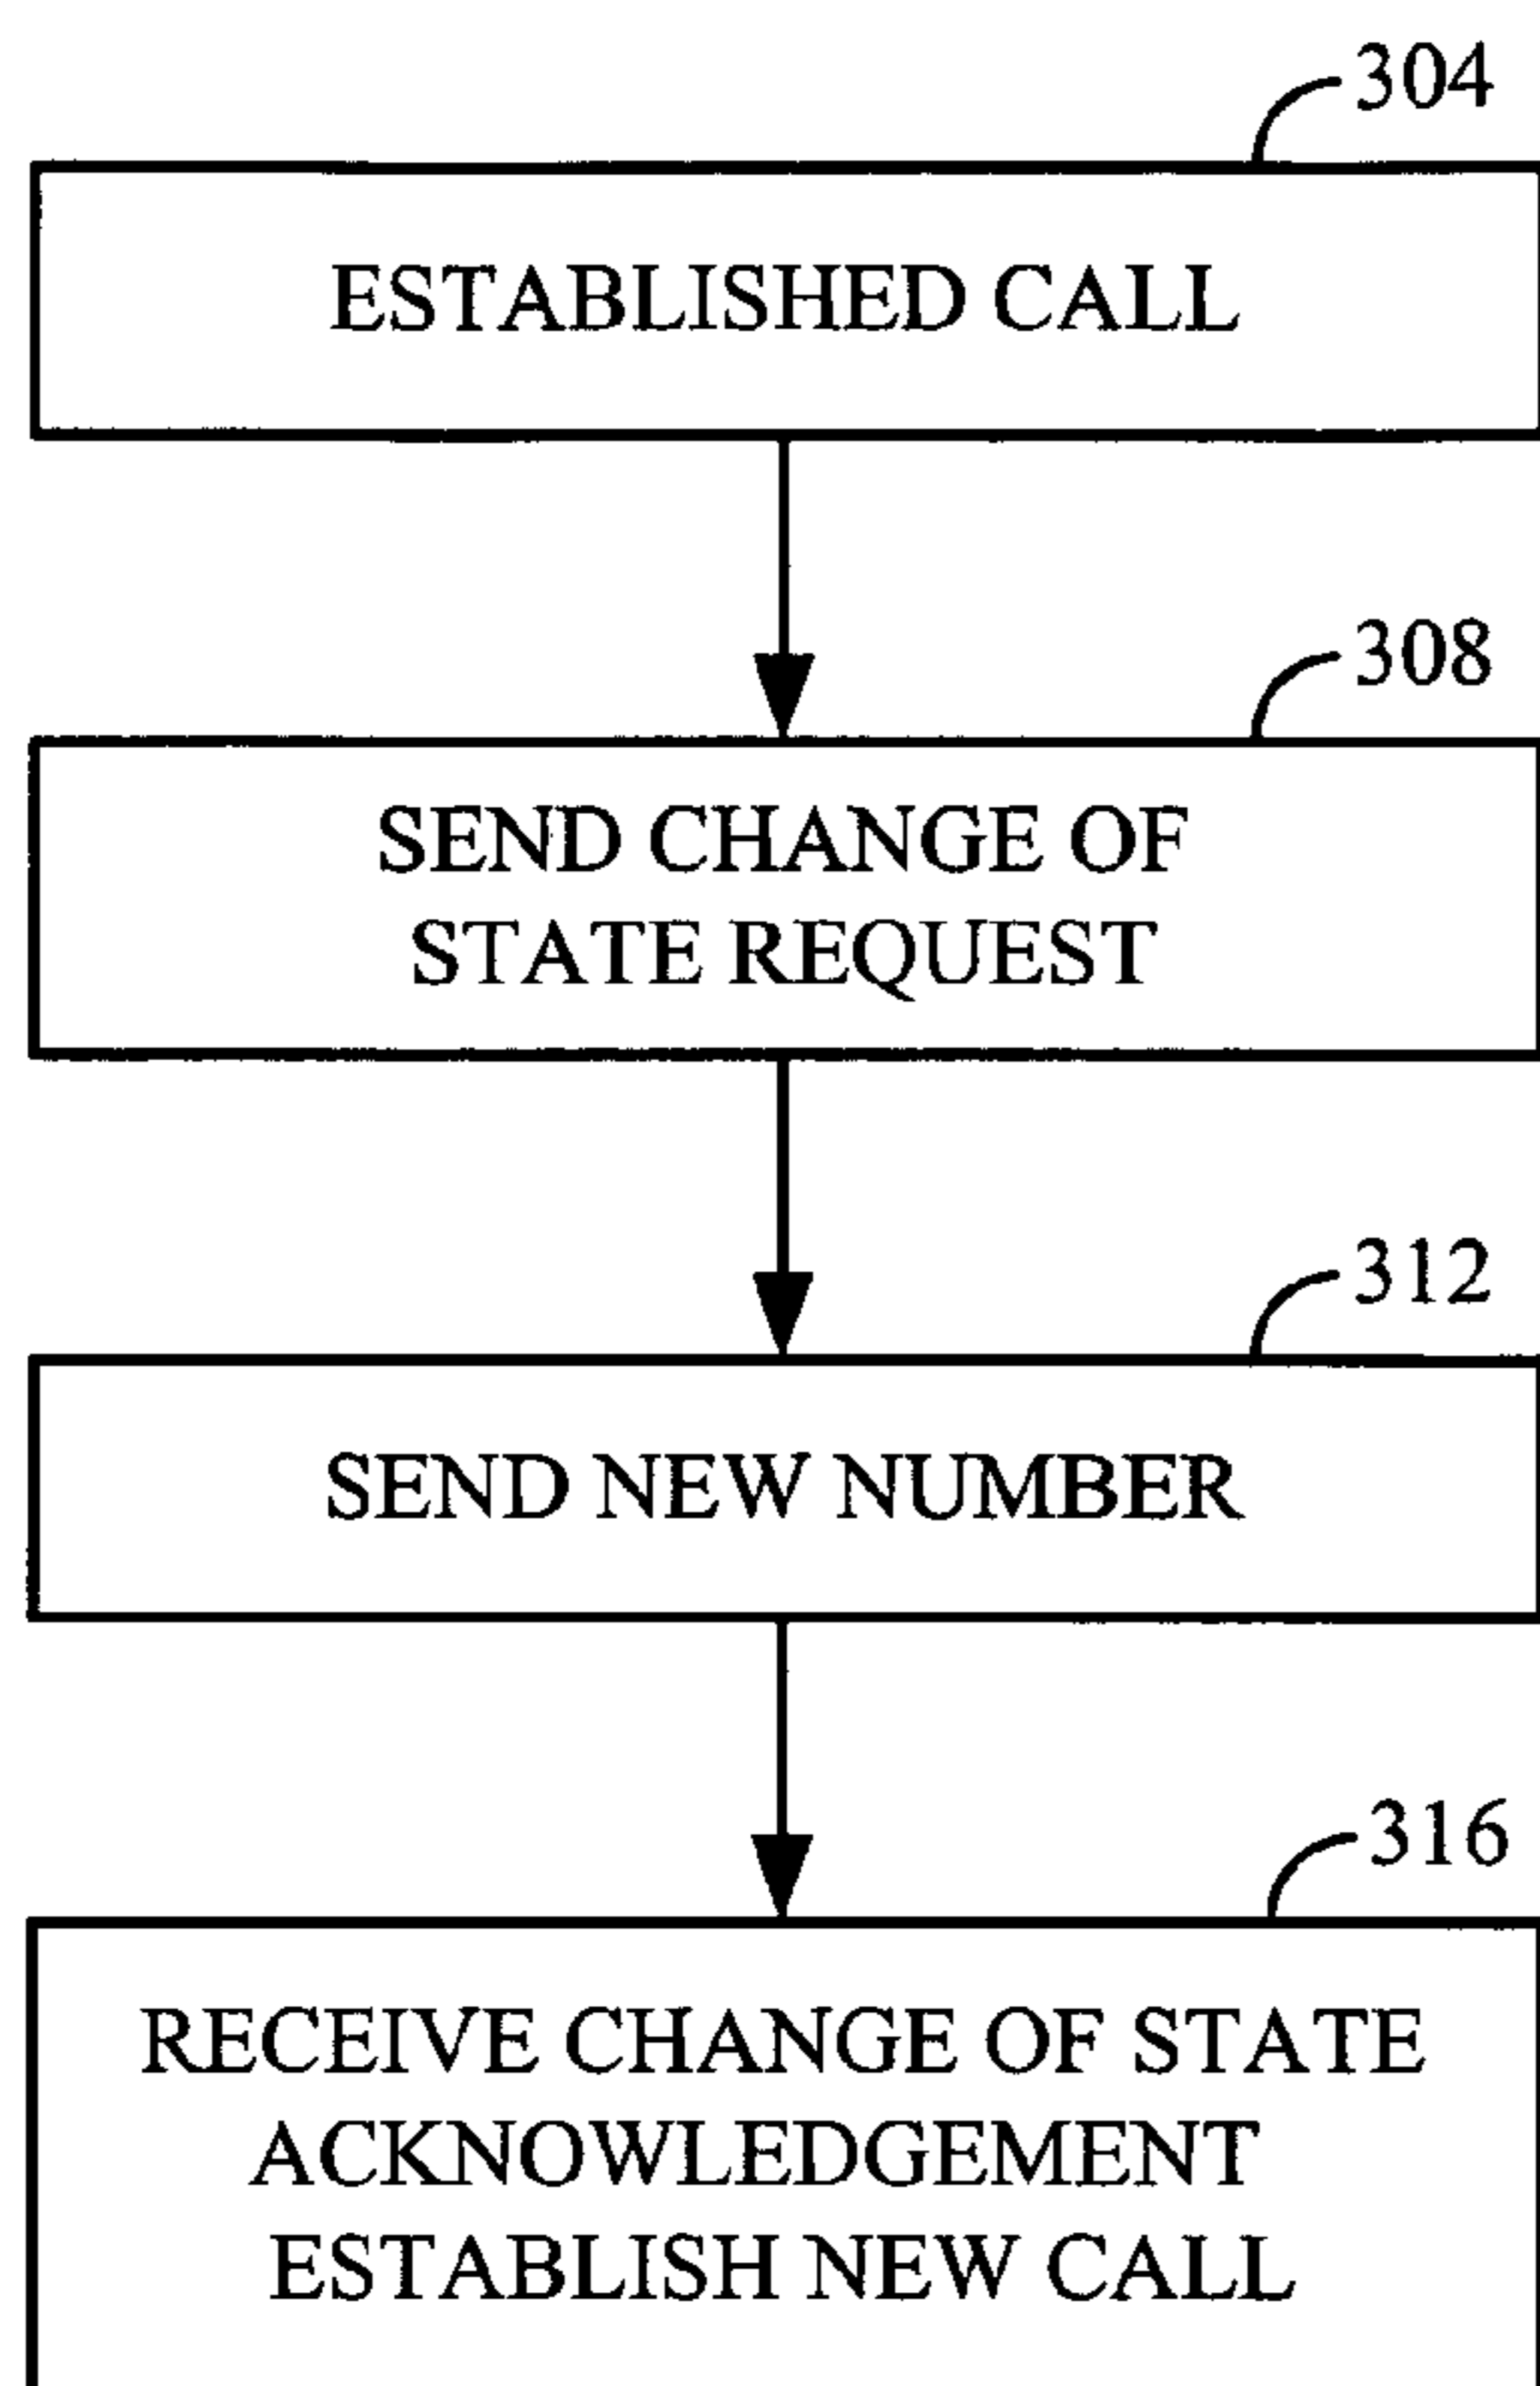 304
ESTABLISHED CALL
308
SEND CHANGE OF
STATE REQUEST
312
SEND NEW NUMBER
316
RECEIVE CHANGE OF STATE
ACKNOWLEDGEMENT
ESTABLISH NEW CALL